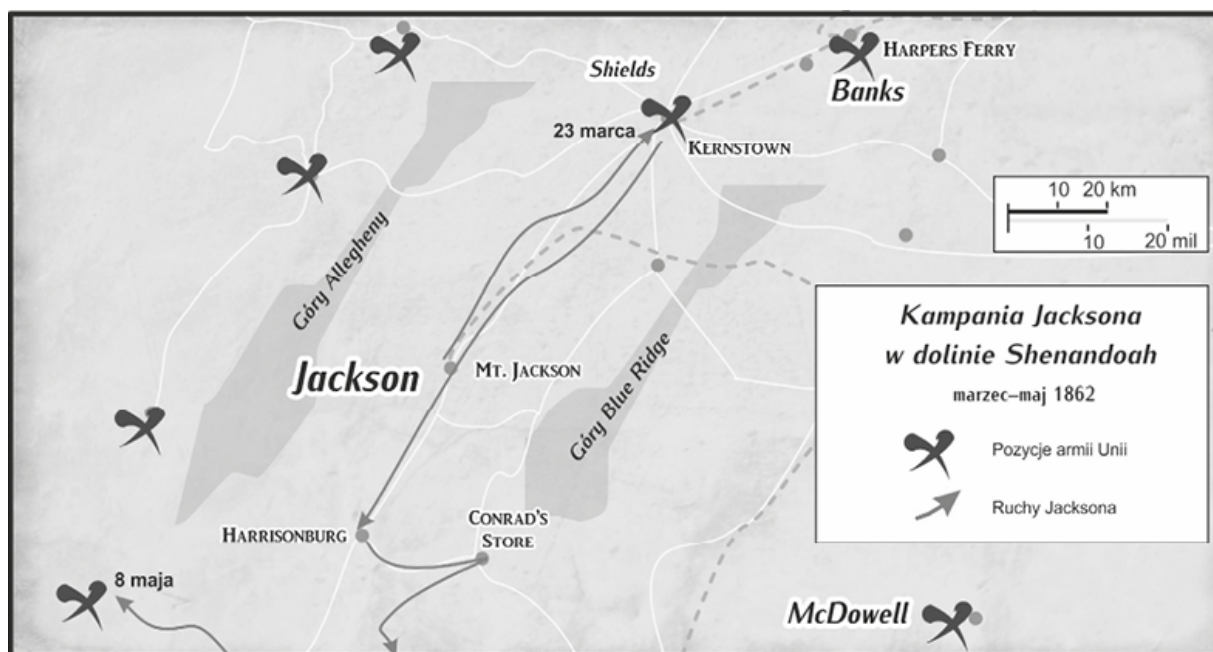 HARPERS FERRY
Shields
Banks
23 marca
KERNSTOWN
10 20 km
10 20 mil
Góry Allegheny
Kampania Jacksona
w dolinie Shenandoah
marzec–maj 1862
Jackson
MT. JACKSON
Góry Blue Ridge
Pozycje armii Unii
Ruchy Jacksona
HARRISONBURG
CONRAD'S
STORE
8 maja
McDowell